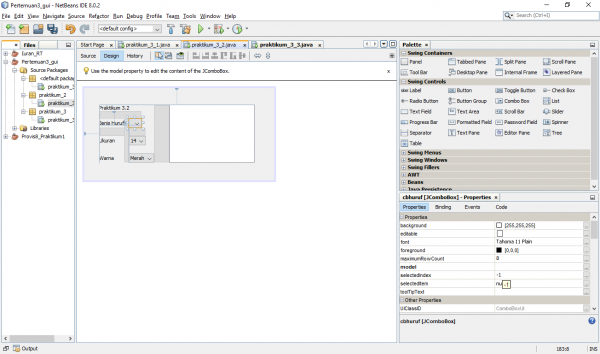 Pertemuan3_gui - NetBeans IDE 8.0.2
File Edit View Navigate Source Refactor Run Debug Profile Team Tools Window Help
Search (Ctrl+I)
<default config>
Files
Iuran_RT
Pertemuan3_gui
Source Packages
<default packag
praktikum_3
praktikum_2
praktikum_
praktikum_3
praktikum_3
Libraries
Provis8_Praktikum1
Start Page praktikum_3_1.java praktikum_3_2.java praktikum_3_3.java
Source Design History
Use the model property to edit the content of the JComboBox.
Praktikum 3.2
Jenis Huruf
Ukuran 14
Warna Merah
Palette
Swing Containers
Panel Tabbed Pane Split Pane Scroll Pane
Tool Bar Desktop Pane Internal Frame Layered Pane
Swing Controls
Label Button Toggle Button Check Box
Radio Button Button Group Combo Box List
Text Field Text Area Scroll Bar Slider
Progress Bar Formatted Field Password Field Spinner
Separator Text Pane Editor Pane Tree
Table
Swing Menus
Swing Windows
Swing Fillers
AWT
Beans
Java Persistence
cbhuruf [JComboBox] - Properties
Properties Binding Events Code
Properties
background [255,255,255]
editable
font Tahoma 11 Plain
foreground [0,0,0]
maximumRowCount 8
model
selectedIndex -1
selectedItem nu -1
toolTipText
Other Properties
UIClassID ComboBoxUI
cbhuruf [JComboBox]
Output
183:8 INS